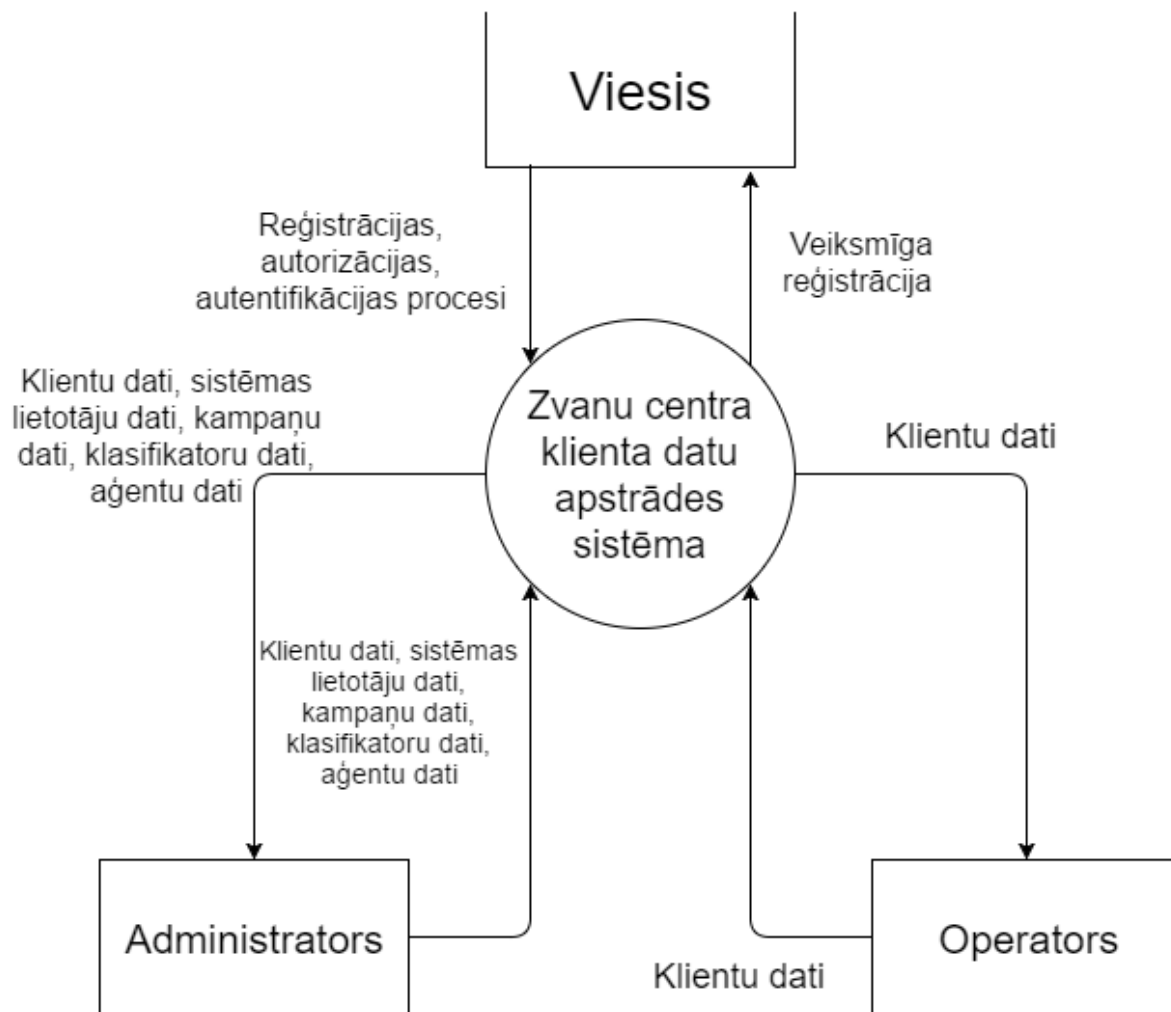 Viesis
Reģistrācijas,
autorizācijas,
autentifikācijas procesi
Veiksmīga
reģistrācija
Klientu dati, sistēmas
lietotāju dati, kampaņu
dati, klasifikatoru dati,
aģentu dati
Zvanu centra
klienta datu
apstrādes
sistēma
Klientu dati
Klientu dati, sistēmas
lietotāju dati,
kampaņu dati,
klasifikatoru dati,
aģentu dati
Administrators
Operators
Klientu dati